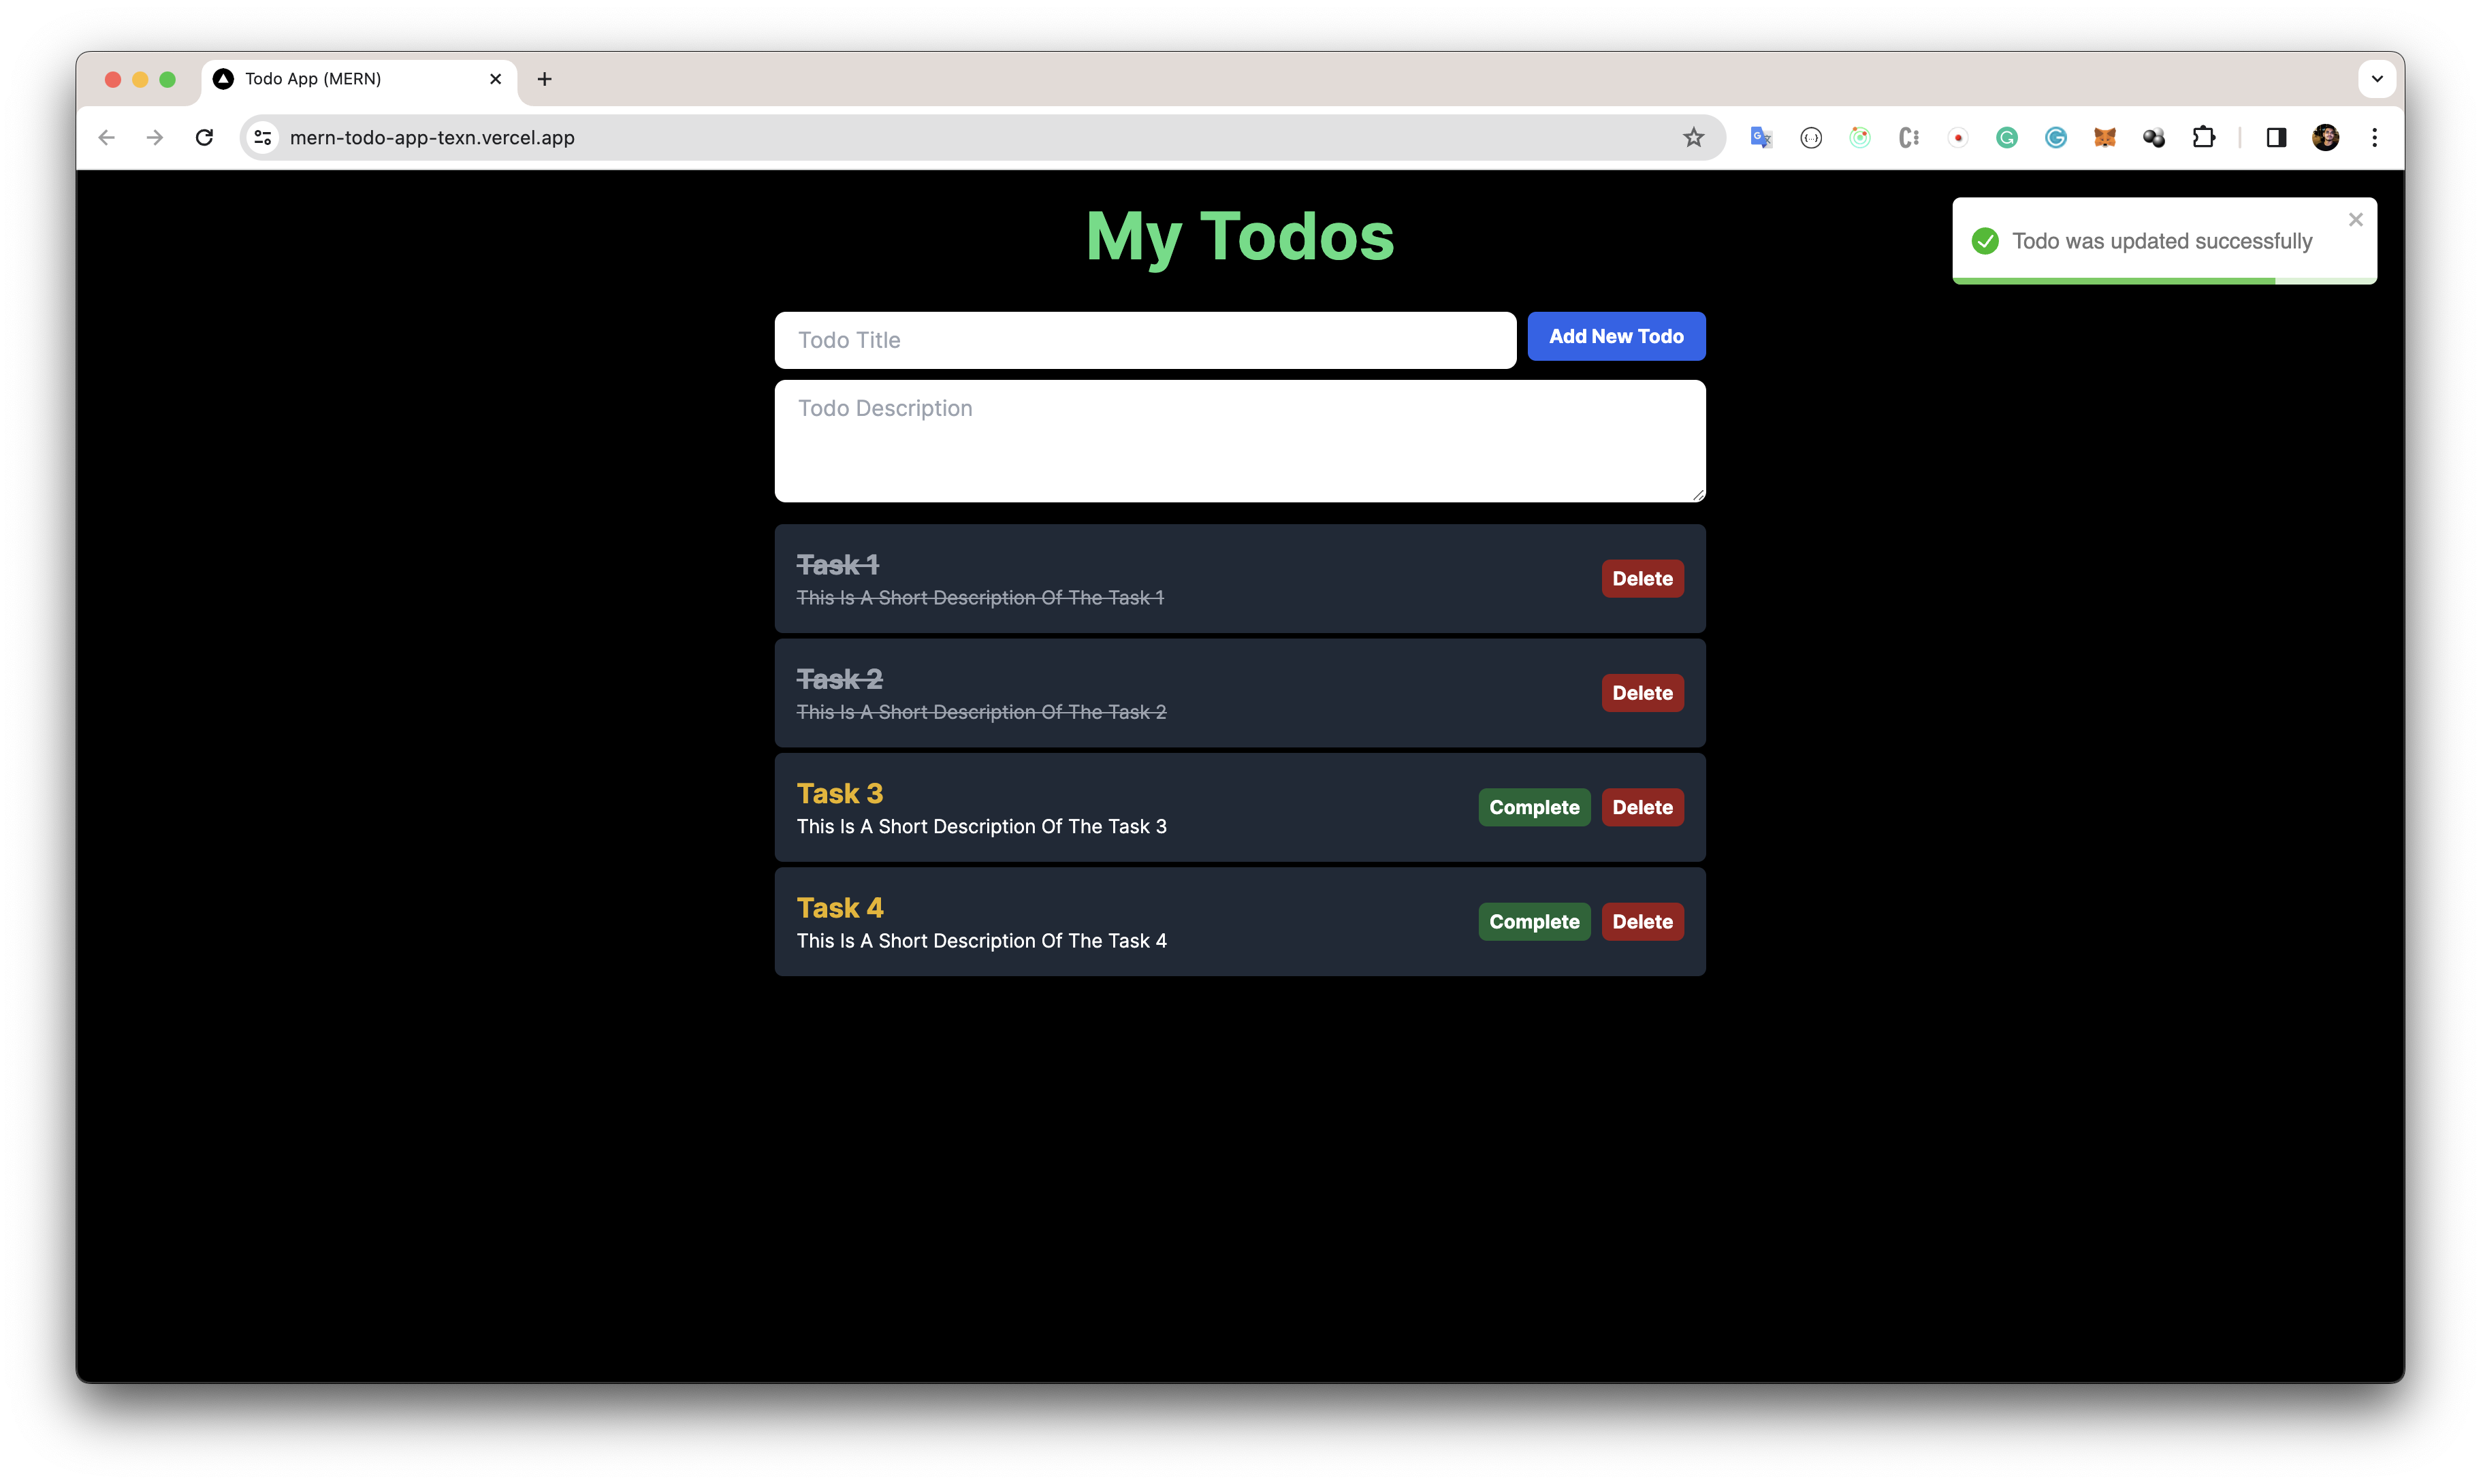 Todo App (MERN)
mern-todo-app-texn.vercel.app
My Todos
Todo was updated successfully
Todo Title
Add New Todo
Todo Description
Task 1
This Is A Short Description Of The Task 1
Delete
Task 2
This Is A Short Description Of The Task 2
Delete
Task 3
This Is A Short Description Of The Task 3
Complete Delete
Task 4
This Is A Short Description Of The Task 4
Complete Delete